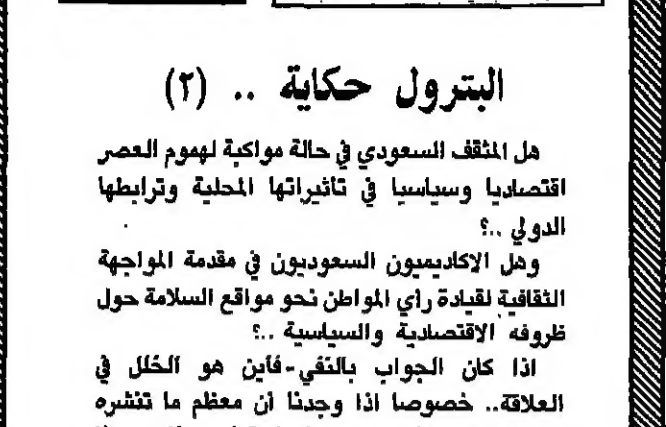 البترول حكاية .. (٢)
هل المثقف السعودي في حالة مواكبة لهموم العصر
اقتصاديا وسياسيا في تأثيراتها المحلية وترابطها
الدولي ..؟
وهل الاكاديميون السعوديون في مقدمة المواجهة
الثقافية لقيادة راي المواطن نحو مواقع السلامة حول
ظروفه الاقتصادية والسياسية ..؟
اذا كان الجواب بالنفي-فأين هو الخلل في
العلاقة.. خصوصا اذا وجدنا ان معظم ما تنشره